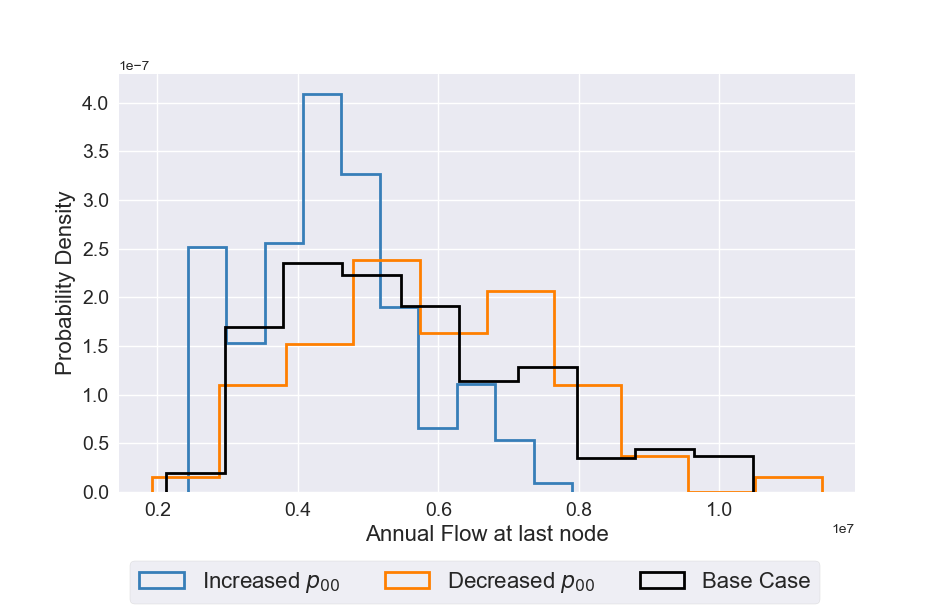 1e−7
4.0
3.5
3.0
2.5
2.0
1.5
1.0
0.5
0.0
Probability Density
0.2 0.4 0.6 0.8 1.0
Annual Flow at last node
1e7
Increased p₀₀ Decreased p₀₀ Base Case